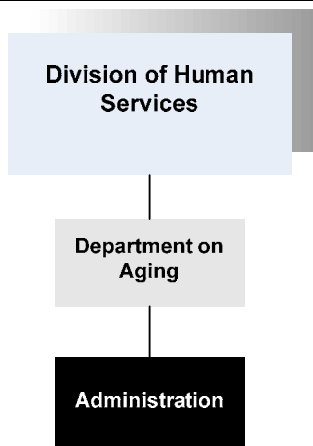 Division of Human
Services
Department on
Aging
Administration